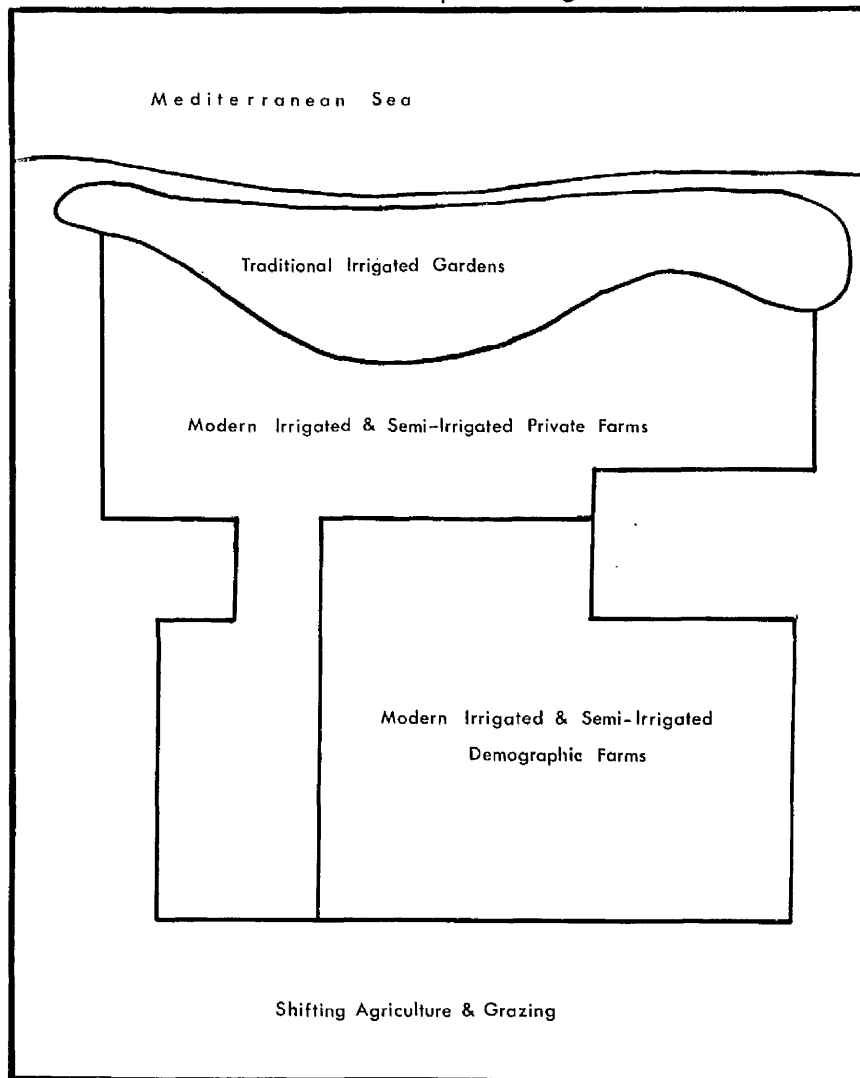 Mediterranean Sea
Traditional Irrigated Gardens
Modern Irrigated & Semi-Irrigated Private Farms
Modern Irrigated & Semi-Irrigated
Demographic Farms
Shifting Agriculture & Grazing